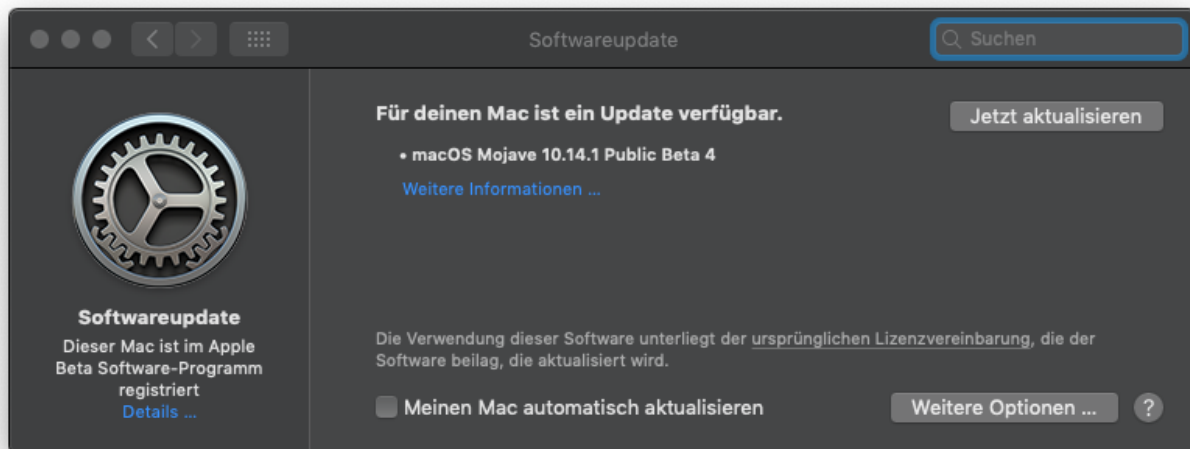 Softwareupdate
Suchen
Für deinen Mac ist ein Update verfügbar.
Jetzt aktualisieren
• macOS Mojave 10.14.1 Public Beta 4
Weitere Informationen ...
Softwareupdate
Dieser Mac ist im Apple
Beta Software-Programm
registriert
Details ...
Die Verwendung dieser Software unterliegt der ursprünglichen Lizenzvereinbarung, die der
Software beilag, die aktualisiert wird.
Meinen Mac automatisch aktualisieren
Weitere Optionen ...
?